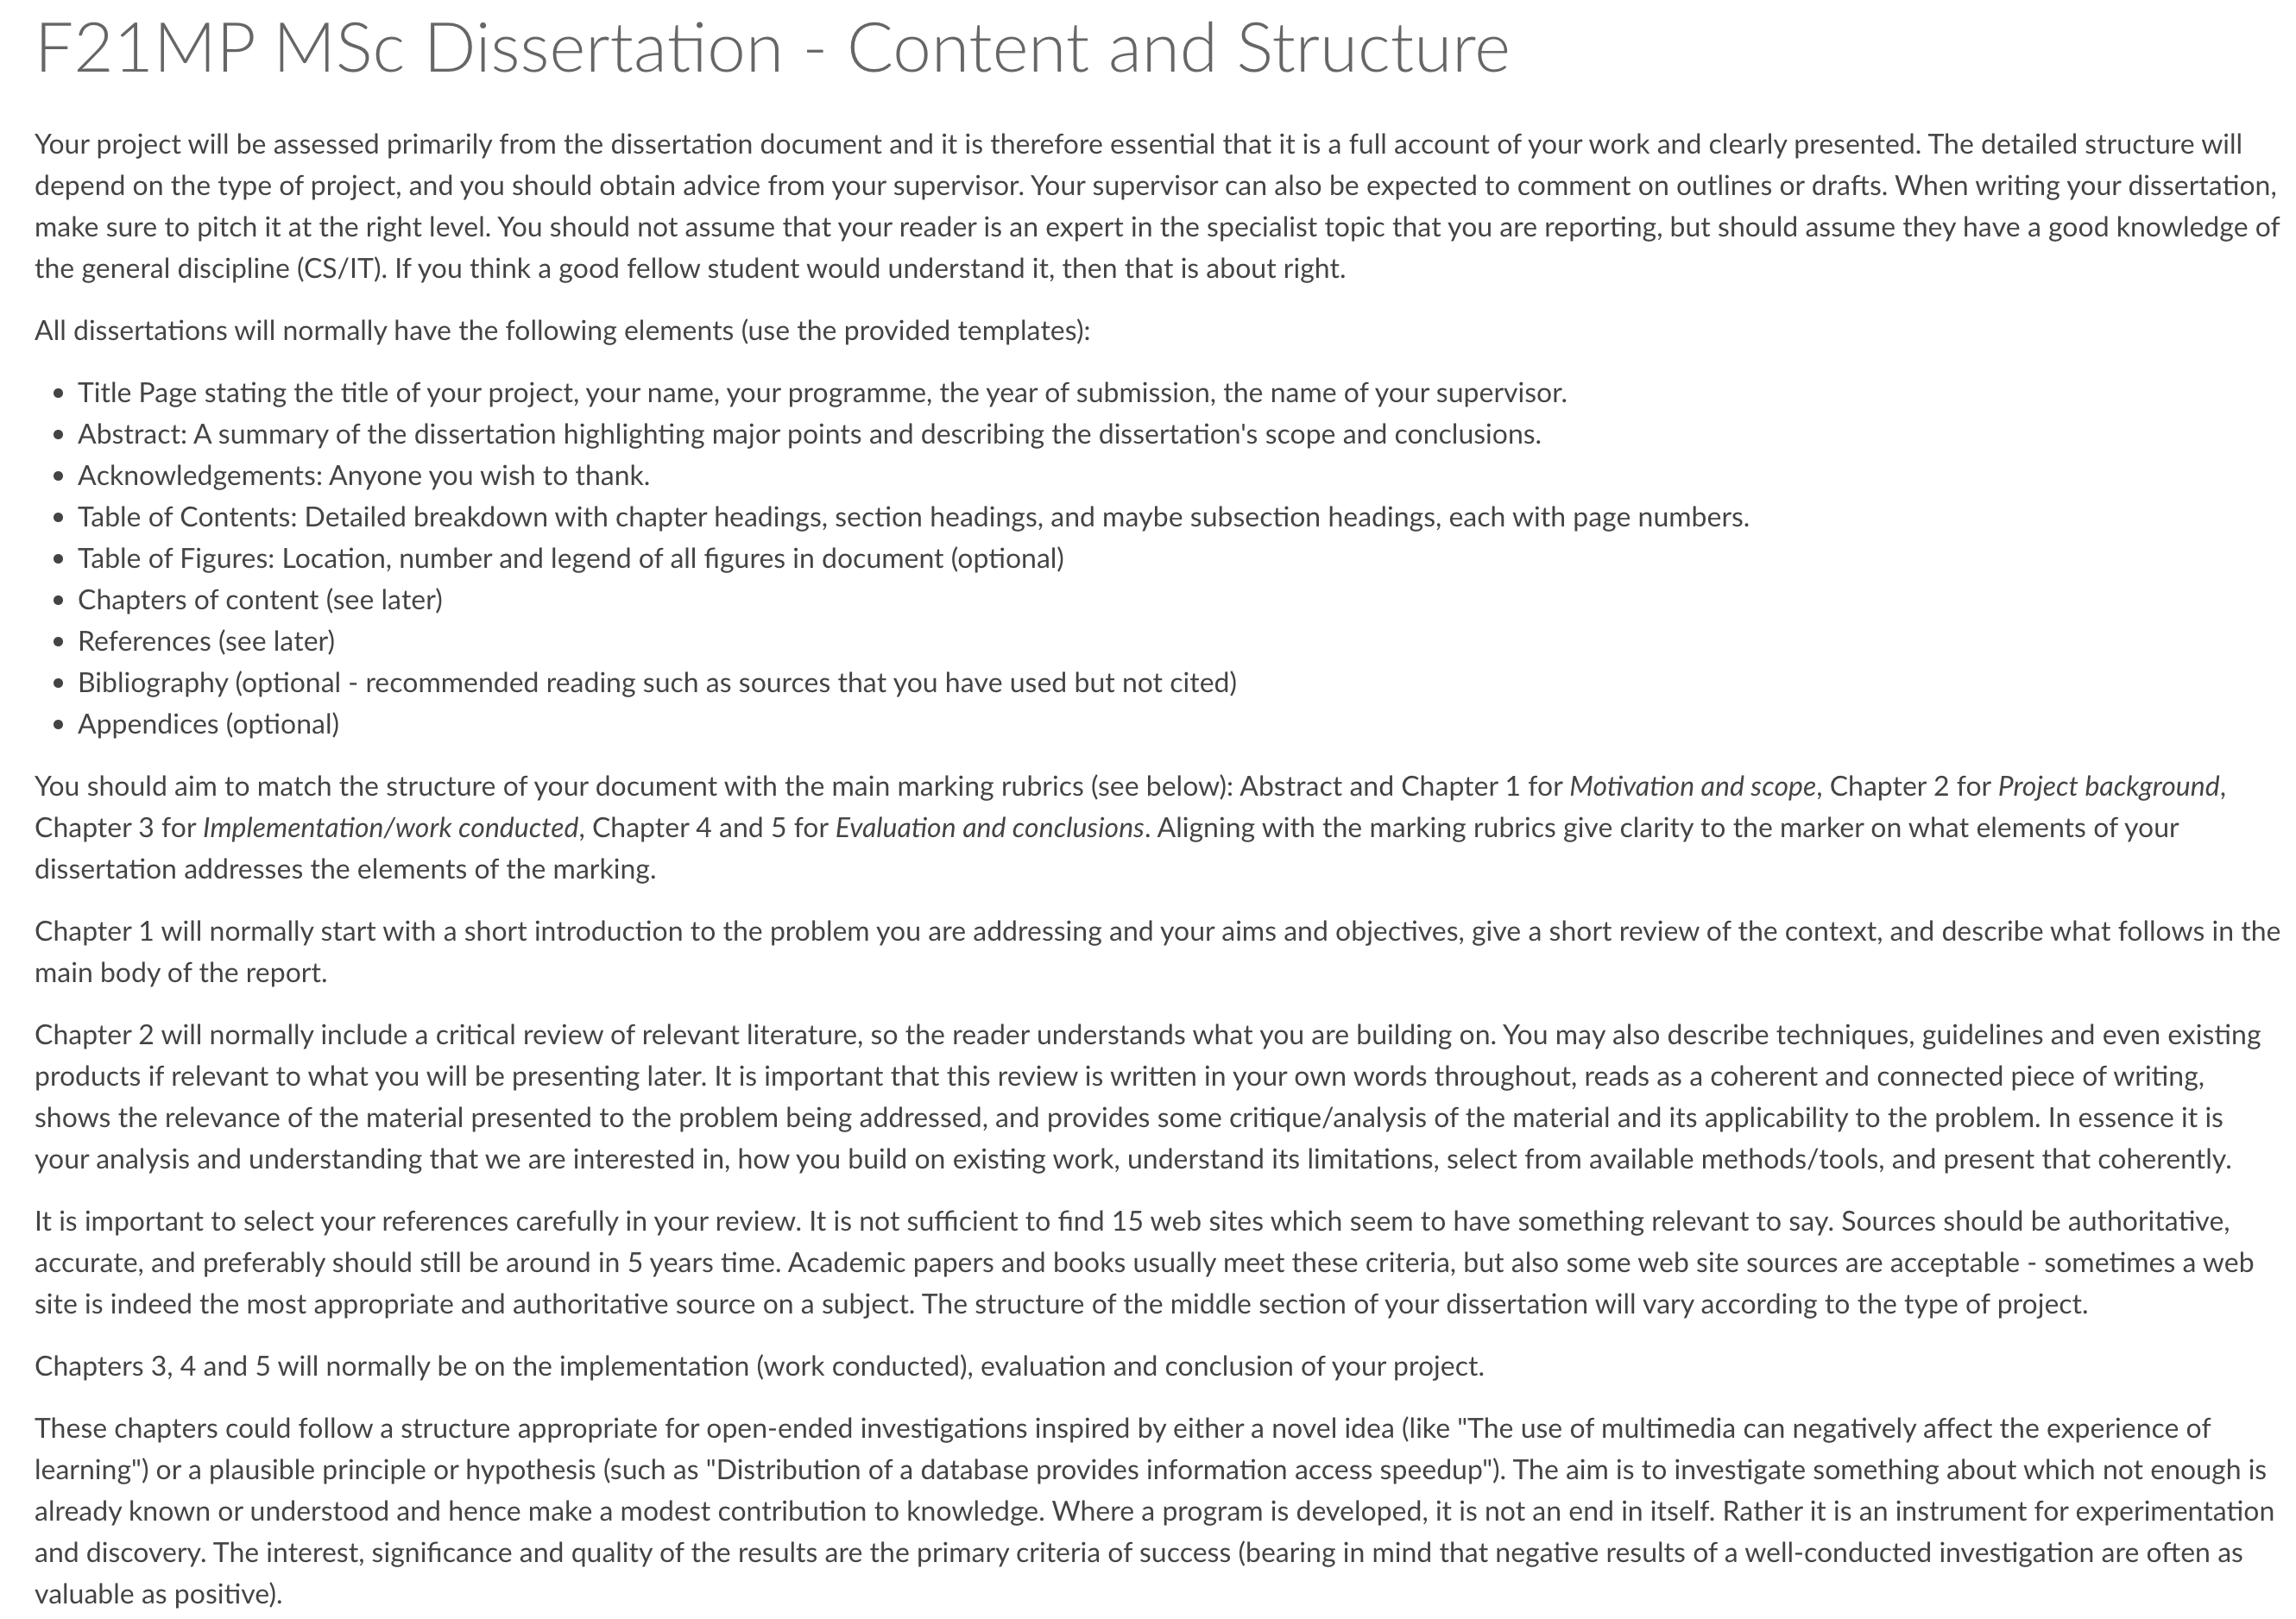 F21MP MSc Dissertation - Content and Structure
Your project will be assessed primarily from the dissertation document and it is therefore essential that it is a full account of your work and clearly presented. The detailed structure will
depend on the type of project, and you should obtain advice from your supervisor. Your supervisor can also be expected to comment on outlines or drafts. When writing your dissertation,
make sure to pitch it at the right level. You should not assume that your reader is an expert in the specialist topic that you are reporting, but should assume they have a good knowledge of
the general discipline (CS/IT). If you think a good fellow student would understand it, then that is about right.
All dissertations will normally have the following elements (use the provided templates):
• Title Page stating the title of your project, your name, your programme, the year of submission, the name of your supervisor.
• Abstract: A summary of the dissertation highlighting major points and describing the dissertation's scope and conclusions.
• Acknowledgements: Anyone you wish to thank.
• Table of Contents: Detailed breakdown with chapter headings, section headings, and maybe subsection headings, each with page numbers.
• Table of Figures: Location, number and legend of all figures in document (optional)
• Chapters of content (see later)
• References (see later)
• Bibliography (optional - recommended reading such as sources that you have used but not cited)
• Appendices (optional)
You should aim to match the structure of your document with the main marking rubrics (see below): Abstract and Chapter 1 for Motivation and scope, Chapter 2 for Project background,
Chapter 3 for Implementation/work conducted, Chapter 4 and 5 for Evaluation and conclusions. Aligning with the marking rubrics give clarity to the marker on what elements of your
dissertation addresses the elements of the marking.
Chapter 1 will normally start with a short introduction to the problem you are addressing and your aims and objectives, give a short review of the context, and describe what follows in the
main body of the report.
Chapter 2 will normally include a critical review of relevant literature, so the reader understands what you are building on. You may also describe techniques, guidelines and even existing
products if relevant to what you will be presenting later. It is important that this review is written in your own words throughout, reads as a coherent and connected piece of writing,
shows the relevance of the material presented to the problem being addressed, and provides some critique/analysis of the material and its applicability to the problem. In essence it is
your analysis and understanding that we are interested in, how you build on existing work, understand its limitations, select from available methods/tools, and present that coherently.
It is important to select your references carefully in your review. It is not sufficient to find 15 web sites which seem to have something relevant to say. Sources should be authoritative,
accurate, and preferably should still be around in 5 years time. Academic papers and books usually meet these criteria, but also some web site sources are acceptable - sometimes a web
site is indeed the most appropriate and authoritative source on a subject. The structure of the middle section of your dissertation will vary according to the type of project.
Chapters 3, 4 and 5 will normally be on the implementation (work conducted), evaluation and conclusion of your project.
These chapters could follow a structure appropriate for open-ended investigations inspired by either a novel idea (like "The use of multimedia can negatively affect the experience of
learning") or a plausible principle or hypothesis (such as "Distribution of a database provides information access speedup"). The aim is to investigate something about which not enough is
already known or understood and hence make a modest contribution to knowledge. Where a program is developed, it is not an end in itself. Rather it is an instrument for experimentation
and discovery. The interest, significance and quality of the results are the primary criteria of success (bearing in mind that negative results of a well-conducted investigation are often as
valuable as positive).